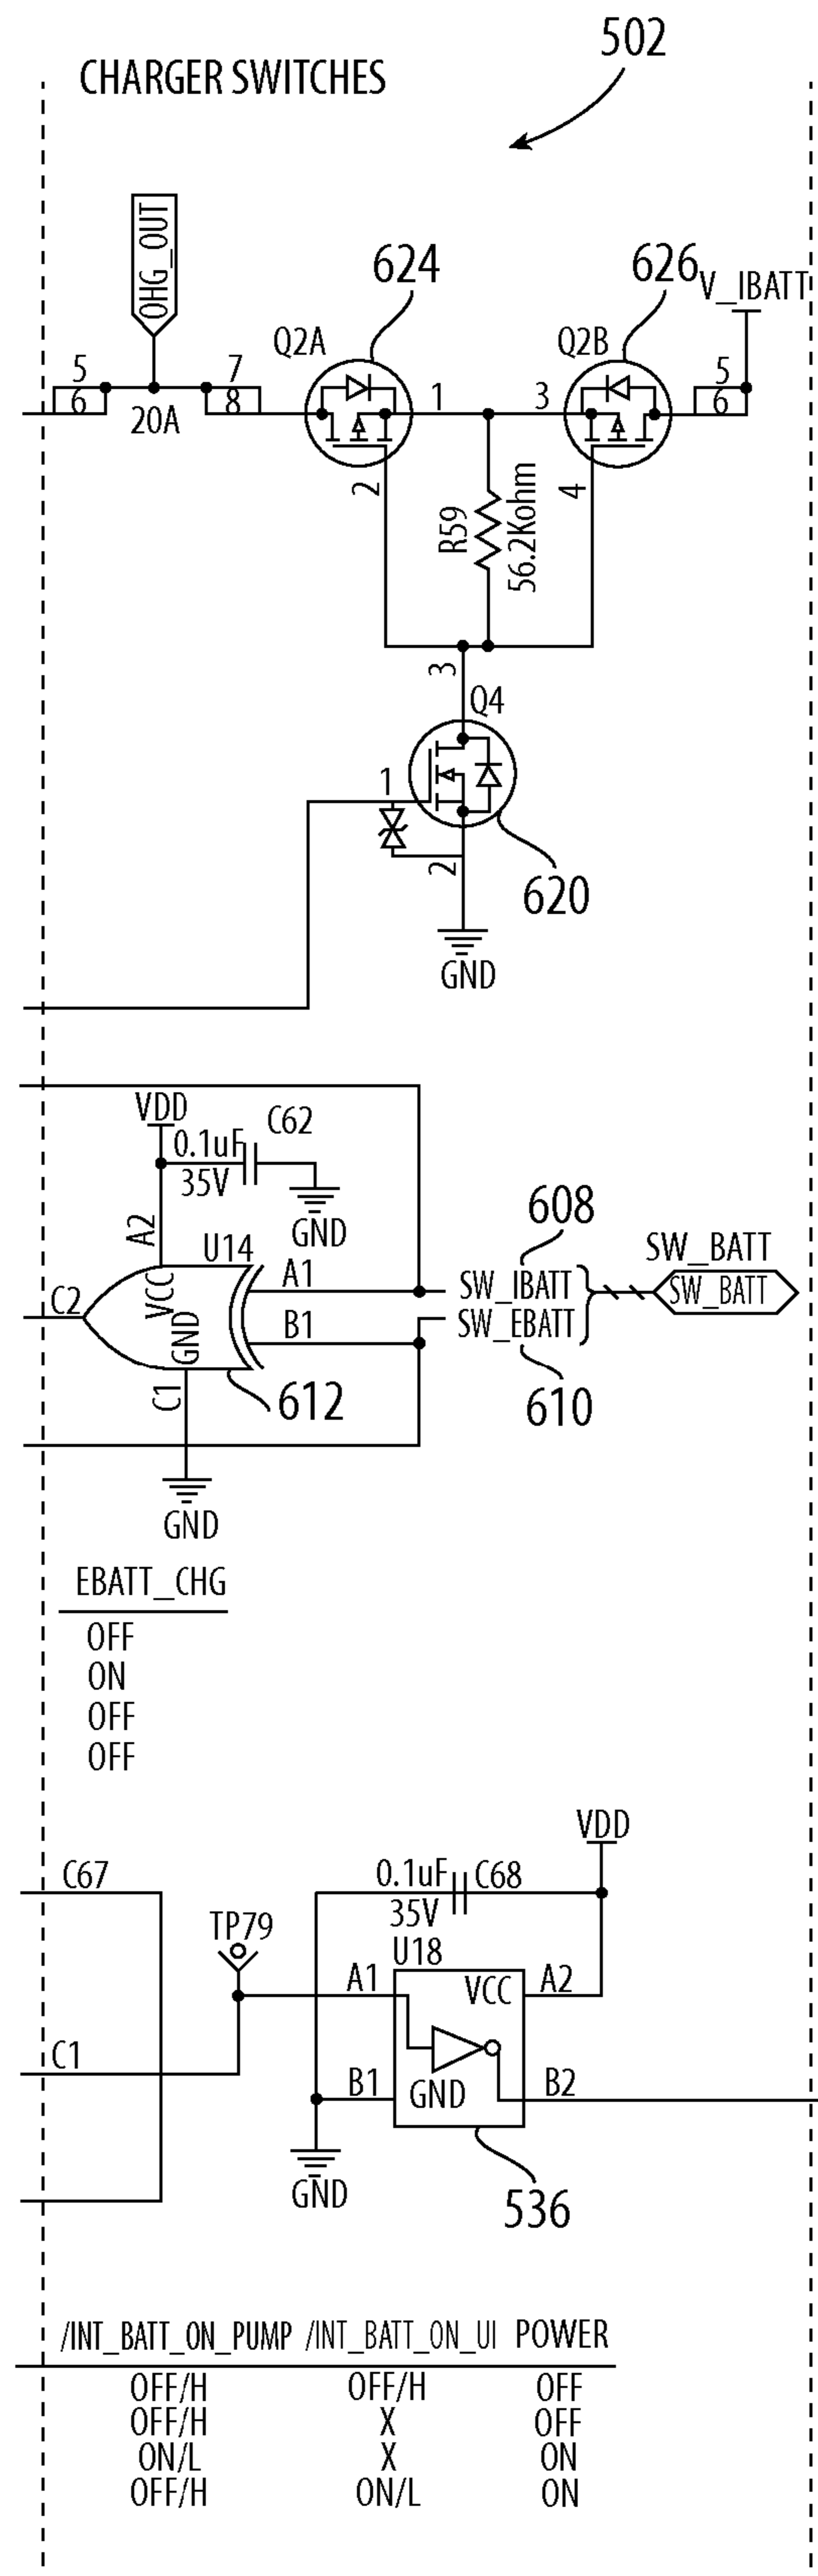 502
CHARGER SWITCHES
OHG_OUT
624
626
V_IBATT
Q2A
Q2B
5
6
20A
7
8
1
3
5
6
2
R59
56.2Kohm
4
3
Q4
1
2
620
GND
VDD
C62
0.1uF
35V
GND
A2
U14
608
SW_BATT
C2
VCC
GND
A1
B1
SW_IBATT
SW_EBATT
SW_BATT
C1
612
610
GND
EBATT_CHG
OFF
ON
OFF
OFF
VDD
C67
0.1uF
C68
35V
TP79
U18
A1
VCC
A2
C1
B1
GND
B2
GND
536
/INT_BATT_ON_PUMP /INT_BATT_ON_UI POWER
OFF/H OFF/H OFF
OFF/H X OFF
ON/L X ON
OFF/H ON/L ON